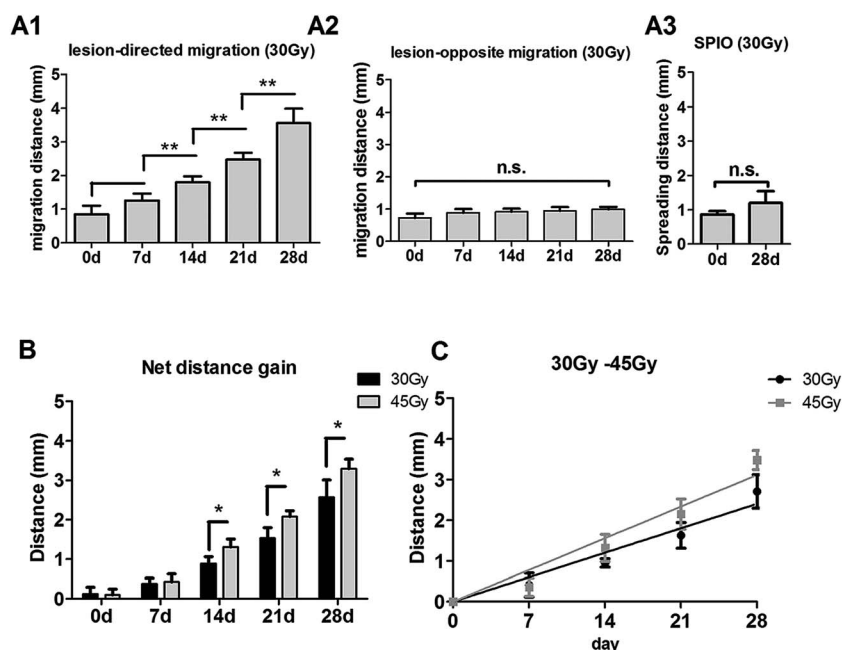 A1
lesion-directed migration (30Gy)
migration distance (mm)
5
4
3
2
1
0
**
**
**
0d 7d 14d 21d 28d
A2
lesion-opposite migration (30Gy)
migration distance (mm)
5
4
3
2
1
0
n.s.
0d 7d 14d 21d 28d
A3
SPIO (30Gy)
Spreading distance (mm)
5
4
3
2
1
0
n.s.
0d 28d
B
Net distance gain
30Gy
45Gy
Distance (mm)
5
4
3
2
1
0
*
*
*
0d 7d 14d 21d 28d
C
30Gy -45Gy
30Gy
45Gy
Distance (mm)
5
4
3
2
1
0
0 7 14 21 28
day